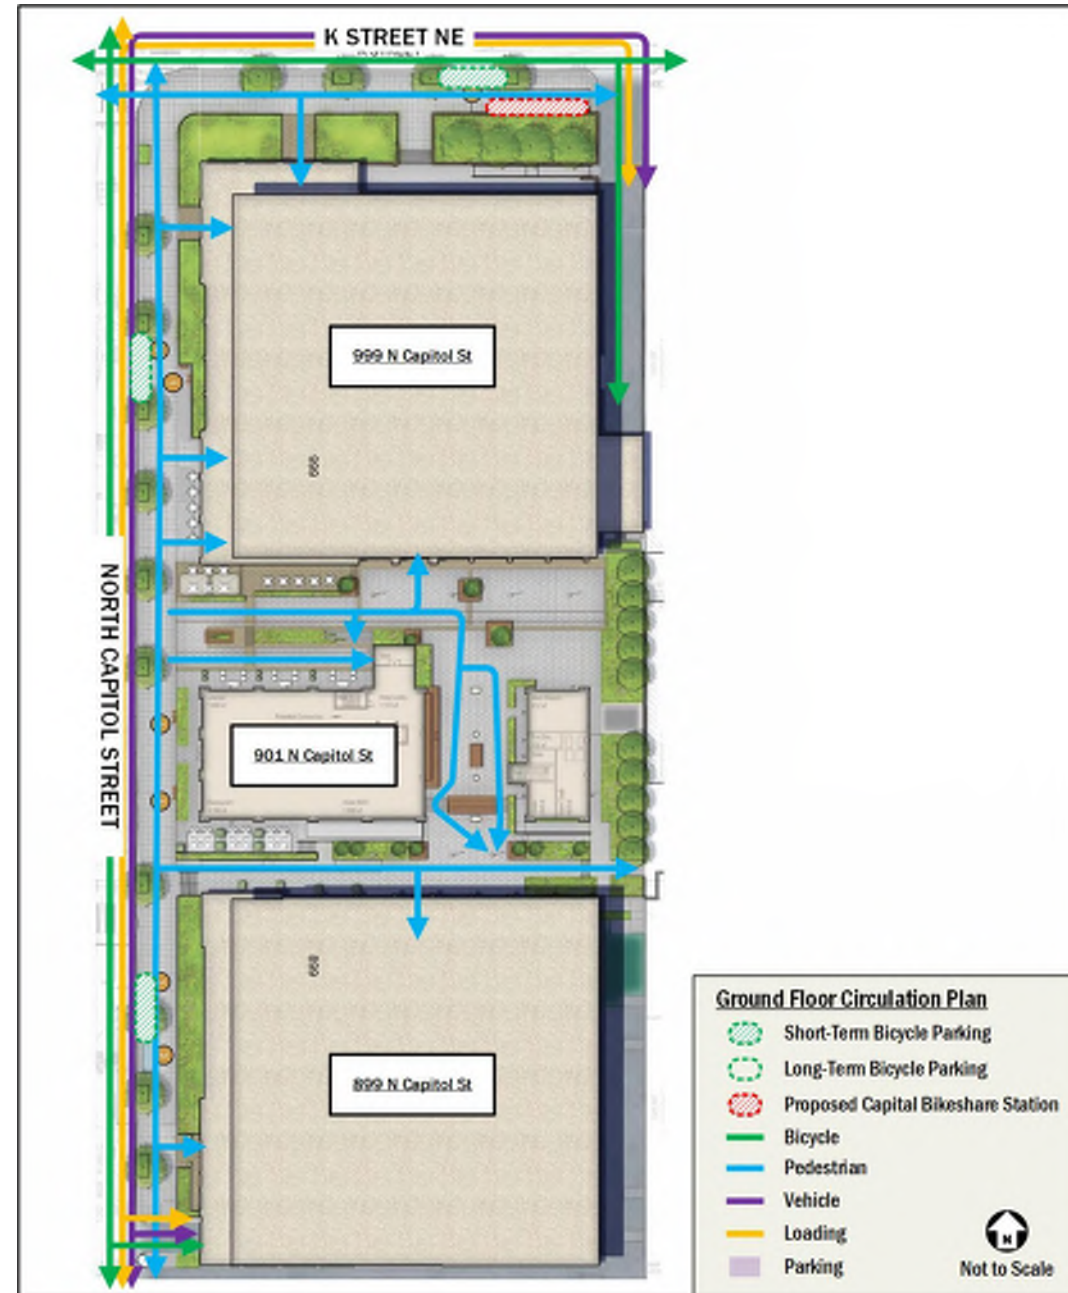 K STREET NE
999 N Capitol St
999
NORTH CAPITOL STREET
901 N Capitol St
899
899 N Capitol St
Ground Floor Circulation Plan
Short-Term Bicycle Parking
Long-Term Bicycle Parking
Proposed Capital Bikeshare Station
Bicycle
Pedestrian
Vehicle
Loading
Parking
N
Not to Scale